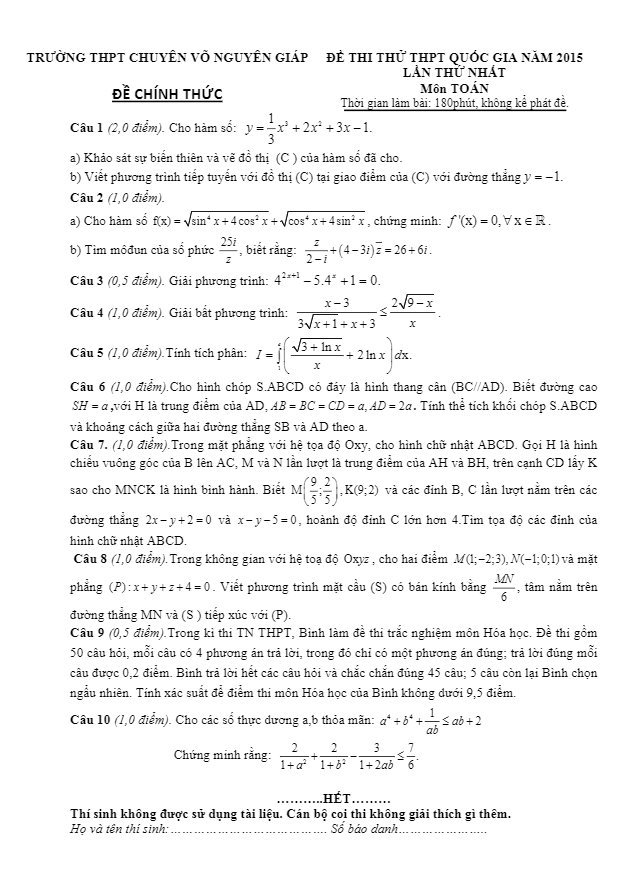 TRƯỜNG THPT CHUYÊN VÕ NGUYÊN GIÁP ĐỀ THI THỬ THPT QUỐC GIA NĂM 2015
LẦN THỨ NHẤT
ĐỀ CHÍNH THỨC
Môn TOÁN
Thời gian làm bài: 180phút, không kể phát đề.
Câu 1 (2,0 điểm). Cho hàm số: y = \frac{1}{3}x^3 + 2x^2 + 3x - 1.
a) Khảo sát sự biến thiên và vẽ đồ thị (C ) của hàm số đã cho.
b) Viết phương trình tiếp tuyến với đồ thị (C) tại giao điểm của (C) với đường thẳng y = -1.
Câu 2 (1,0 điểm).
a) Cho hàm số f(x) = \sqrt{\sin^4 x + 4\cos^2 x} + \sqrt{\cos^4 x + 4\sin^2 x}, chứng minh: f'(x) = 0, ∀x ∈ ℝ.
b) Tìm môđun của số phức \frac{25i}{z}, biết rằng: \frac{z}{2-i} + (4-3i)\overline{z} = 26 + 6i.
Câu 3 (0,5 điểm). Giải phương trình: 4^{2x+1} - 5.4^x + 1 = 0.
Câu 4 (1,0 điểm). Giải bất phương trình: \frac{x-3}{3\sqrt{x+1}+x+3} ≤ \frac{2\sqrt{9-x}}{x}.
Câu 5 (1,0 điểm).Tính tích phân: I = \int_1^e \left( \frac{\sqrt{3+\ln x}}{x} + 2\ln x \right) dx.
Câu 6 (1,0 điểm).Cho hình chóp S.ABCD có đáy là hình thang cân (BC//AD). Biết đường cao
SH = a ,với H là trung điểm của AD, AB = BC = CD = a, AD = 2a. Tính thể tích khối chóp S.ABCD
và khoảng cách giữa hai đường thẳng SB và AD theo a.
Câu 7. (1,0 điểm).Trong mặt phẳng với hệ tọa độ Oxy, cho hình chữ nhật ABCD. Gọi H là hình
chiếu vuông góc của B lên AC, M và N lần lượt là trung điểm của AH và BH, trên cạnh CD lấy K
sao cho MNCK là hình bình hành. Biết M\left(\frac{9}{5};\frac{2}{5}\right), K(9;2) và các đỉnh B, C lần lượt nằm trên các
đường thẳng 2x - y + 2 = 0 và x - y - 5 = 0, hoành độ đỉnh C lớn hơn 4.Tìm tọa độ các đỉnh của
hình chữ nhật ABCD.
Câu 8 (1,0 điểm).Trong không gian với hệ toạ độ Oxyz, cho hai điểm M(1;-2;3), N(-1;0;1) và mặt
phẳng (P): x + y + z + 4 = 0. Viết phương trình mặt cầu (S) có bán kính bằng \frac{MN}{6}, tâm nằm trên
đường thẳng MN và (S ) tiếp xúc với (P).
Câu 9 (0,5 điểm).Trong kì thi TN THPT, Bình làm đề thi trắc nghiệm môn Hóa học. Đề thi gồm
50 câu hỏi, mỗi câu có 4 phương án trả lời, trong đó chỉ có một phương án đúng; trả lời đúng mỗi
câu được 0,2 điểm. Bình trả lời hết các câu hỏi và chắc chắn đúng 45 câu; 5 câu còn lại Bình chọn
ngẫu nhiên. Tính xác suất để điểm thi môn Hóa học của Bình không dưới 9,5 điểm.
Câu 10 (1,0 điểm). Cho các số thực dương a,b thỏa mãn: a^4 + b^4 + \frac{1}{ab} ≤ ab + 2
Chứng minh rằng: \frac{2}{1+a^2} + \frac{2}{1+b^2} - \frac{3}{1+2ab} ≤ \frac{7}{6}.
………..HẾT………
Thí sinh không được sử dụng tài liệu. Cán bộ coi thi không giải thích gì thêm.
Họ và tên thí sinh:…………………………………. Số báo danh…………………..